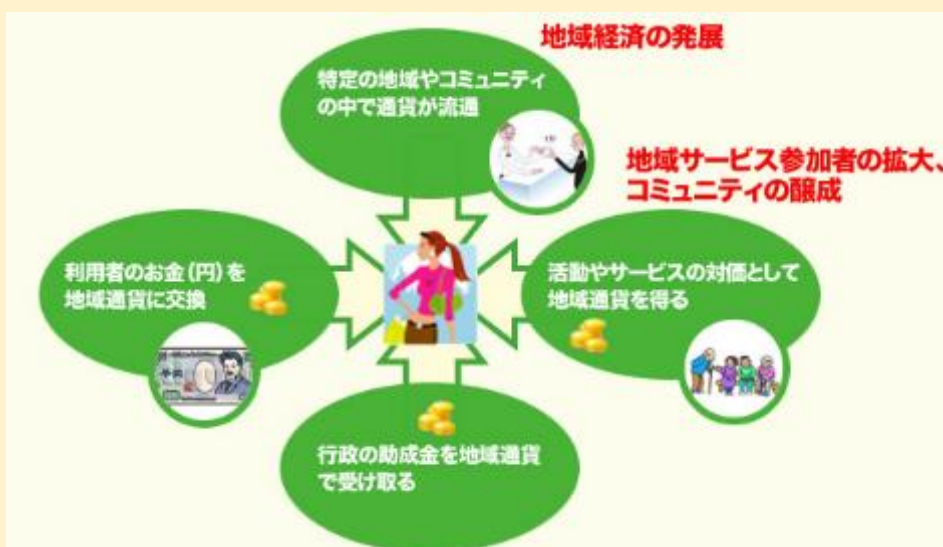 地域経済の発展
特定の地域やコミュニティ
の中で通貨が流通
地域サービス参加者の拡大、
コミュニティの醸成
利用者のお金(円)を
地域通貨に交換
活動やサービスの対価として
地域通貨を得る
行政の助成金を地域通貨
で受け取る